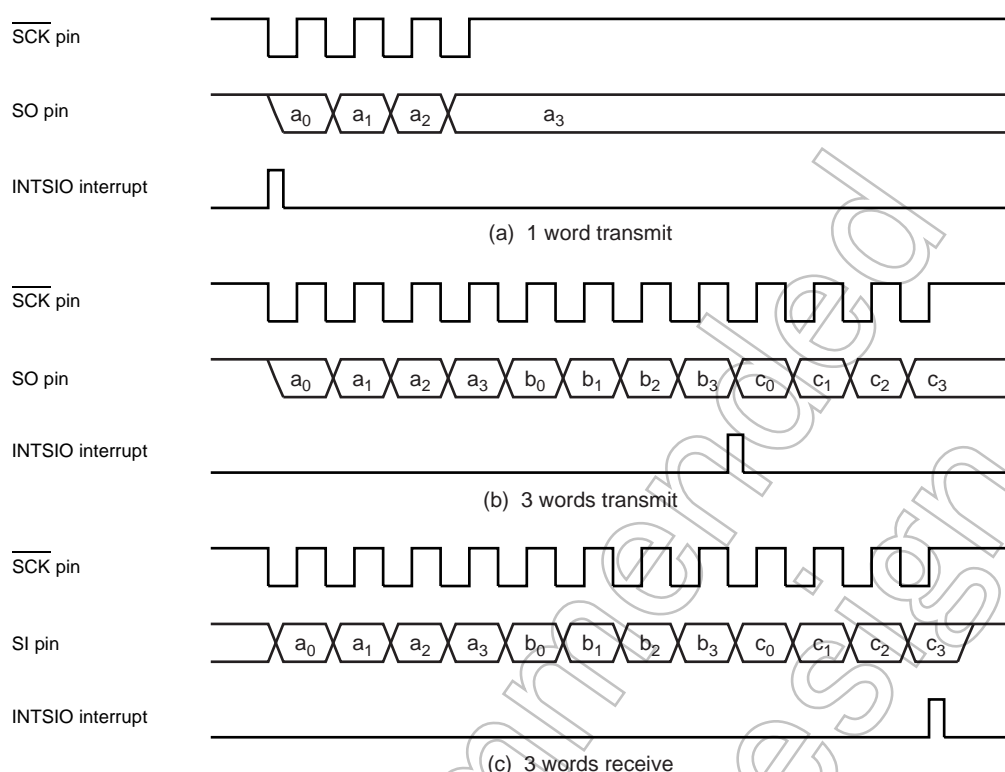 SCK pin
SO pin
a0 a1 a2 a3
INTSIO interrupt
(a) 1 word transmit
SCK pin
SO pin
a0 a1 a2 a3 b0 b1 b2 b3 c0 c1 c2 c3
INTSIO interrupt
(b) 3 words transmit
SCK pin
SI pin
a0 a1 a2 a3 b0 b1 b2 b3 c0 c1 c2 c3
INTSIO interrupt
(c) 3 words receive
mmended
esign